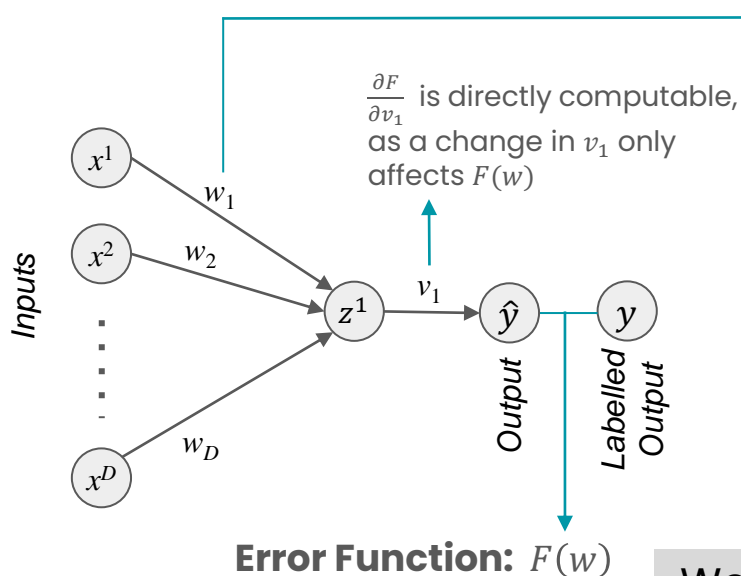 ∂F/∂v₁ is directly computable,
as a change in v₁ only
affects F(w)
x¹
w₁
x²
w₂
Inputs
z¹
v₁
ŷ
y
Output
Labelled
Output
w_D
x^D
Error Function: F(w)